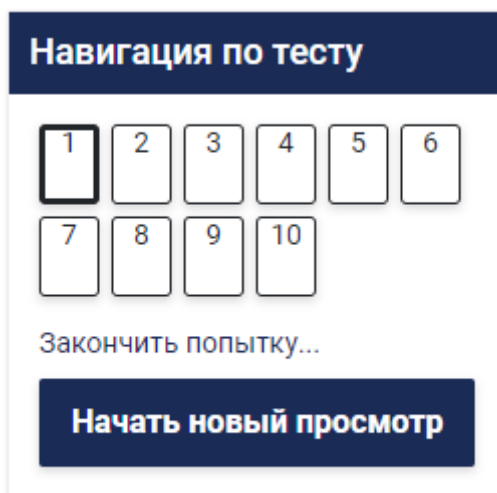 Навигация по тесту
1 2 3 4 5 6
7 8 9 10
Закончить попытку...
Начать новый просмотр